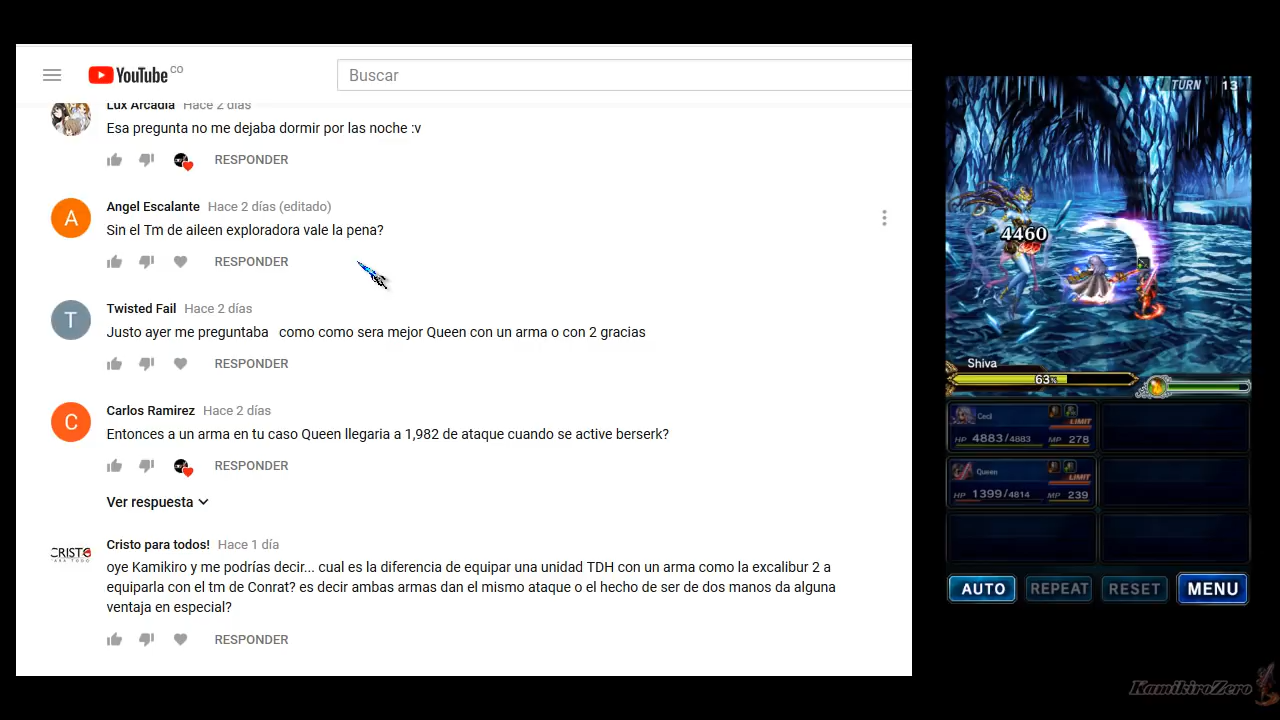 YouTube CO
Buscar
Lux Arcadia Hace 2 días
Esa pregunta no me dejaba dormir por las noche :v
RESPONDER
A
Angel Escalante Hace 2 días (editado)
Sin el Tm de aileen exploradora vale la pena?
RESPONDER
T
Twisted Fail Hace 2 días
Justo ayer me preguntaba como como sera mejor Queen con un arma o con 2 gracias
RESPONDER
C
Carlos Ramirez Hace 2 días
Entonces a un arma en tu caso Queen llegaria a 1,982 de ataque cuando se active berserk?
RESPONDER
Ver respuesta
CRISTO
PARA TODO
Cristo para todos! Hace 1 día
oye Kamikiro y me podrías decir... cual es la diferencia de equipar una unidad TDH con un arma como la excalibur 2 a
equiparla con el tm de Conrat? es decir ambas armas dan el mismo ataque o el hecho de ser de dos manos da alguna
ventaja en especial?
RESPONDER
TURN 13
4460
Shiva
63%
Cecil
LIMIT
HP 4883/4883 MP 278
Queen
LIMIT
HP 1399/4814 MP 239
AUTO REPEAT RESET MENU
KamikiroZero